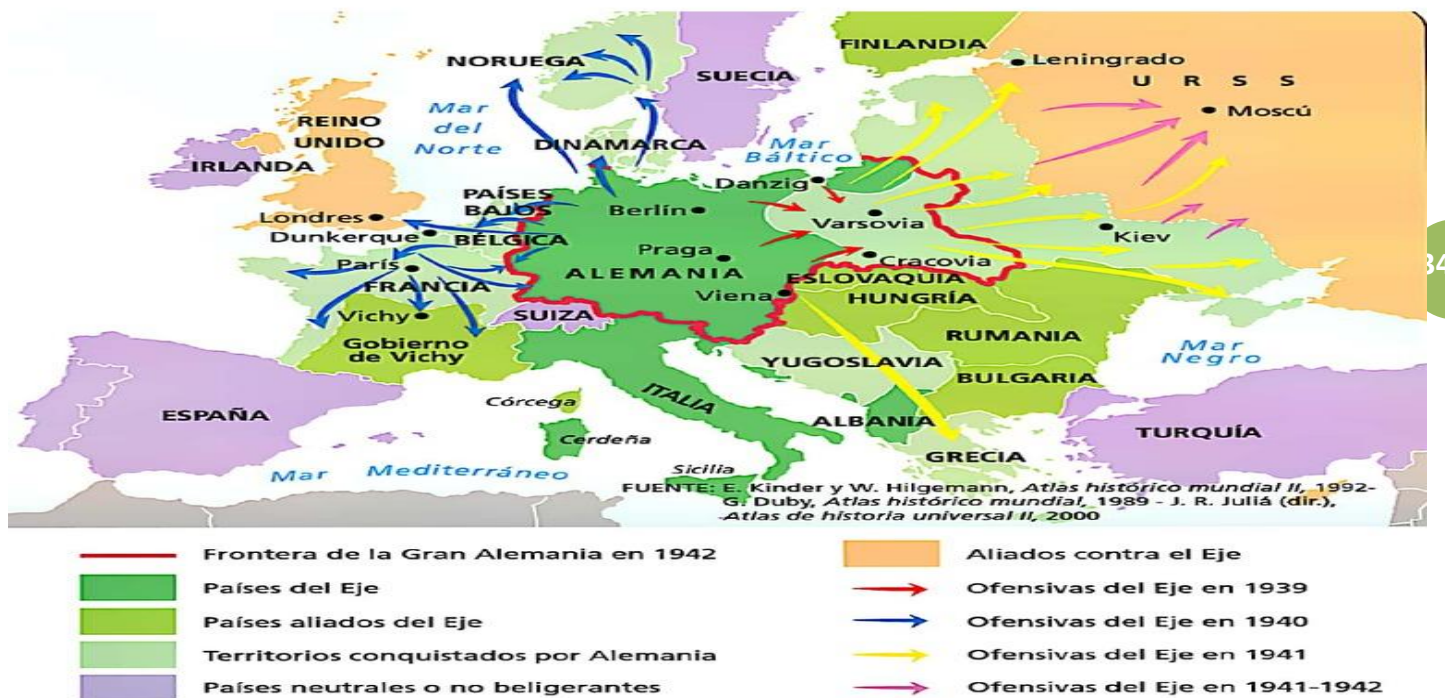 FINLANDIA
NORUEGA
SUECIA
Leningrado
U R S S
Moscú
REINO
UNIDO
Mar
del
Norte
IRLANDA
DINAMARCA
Mar
Báltico
Danzig
PAÍSES
BAJOS
Berlín
Varsovia
Londres
Dunkerque
BÉLGICA
Kiev
Praga
Cracovia
París
ALEMANIA
FRANCIA
ESLOVAQUIA
Viena
HUNGRÍA
Vichy
SUIZA
Gobierno
de Vichy
RUMANIA
Mar
Negro
YUGOSLAVIA
BULGARIA
ITALIA
Córcega
ESPAÑA
ALBANIA
TURQUÍA
Cerdeña
GRECIA
Mar Mediterráneo
Sicilia
FUENTE: E. Kinder y W. Hilgemann, Atlas histórico mundial II, 1992-
G. Duby, Atlas histórico mundial, 1989 - J. R. Juliá (dir.),
Atlas de historia universal II, 2000
Frontera de la Gran Alemania en 1942
Países del Eje
Países aliados del Eje
Territorios conquistados por Alemania
Países neutrales o no beligerantes
Aliados contra el Eje
Ofensivas del Eje en 1939
Ofensivas del Eje en 1940
Ofensivas del Eje en 1941
Ofensivas del Eje en 1941-1942